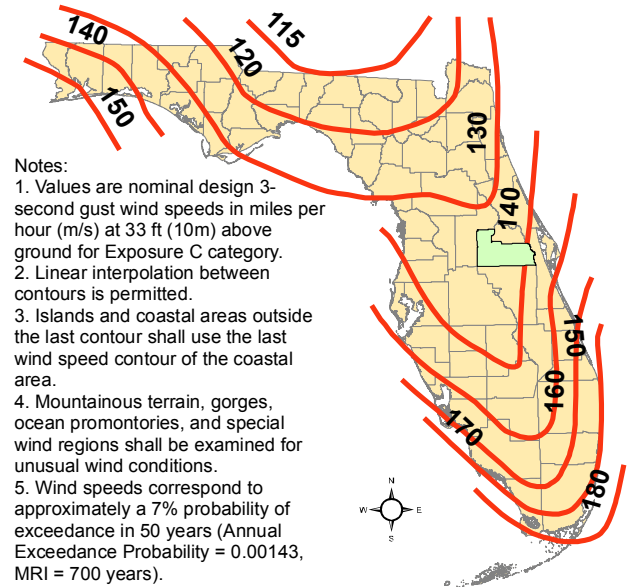 115
140
120
150
130
Notes:
1. Values are nominal design 3-
second gust wind speeds in miles per
hour (m/s) at 33 ft (10m) above
ground for Exposure C category.
2. Linear interpolation between
contours is permitted.
3. Islands and coastal areas outside
the last contour shall use the last
wind speed contour of the coastal
area.
4. Mountainous terrain, gorges,
ocean promontories, and special
wind regions shall be examined for
unusual wind conditions.
5. Wind speeds correspond to
approximately a 7% probability of
exceedance in 50 years (Annual
Exceedance Probability = 0.00143,
MRI = 700 years).
140
150
160
170
180
N
W E
S